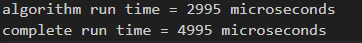 algorithm run time = 2995 microseconds
complete run time = 4995 microseconds